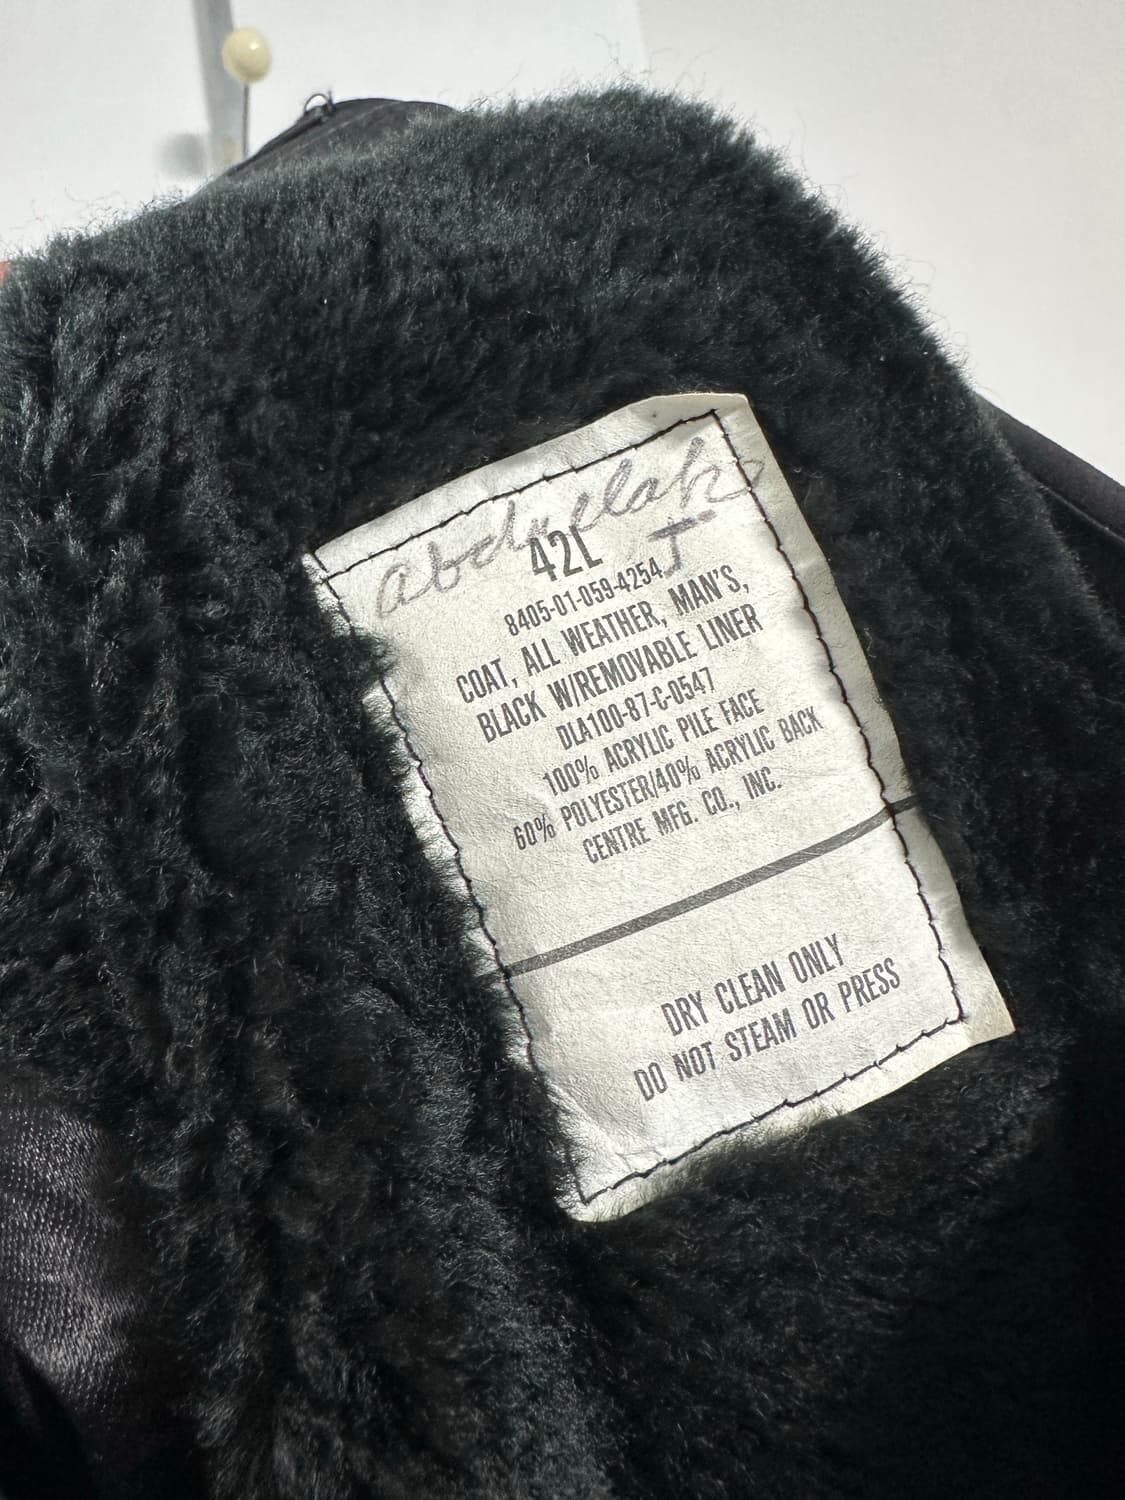 abdullah
J
42L
8405-01-059-4254
COAT, ALL WEATHER, MAN'S,
BLACK W/REMOVABLE LINER
DLA100-87-C-0547
100% ACRYLIC PILE FACE
60% POLYESTER/40% ACRYLIC BACK
CENTRE MFG. CO., INC.
DRY CLEAN ONLY
DO NOT STEAM OR PRESS